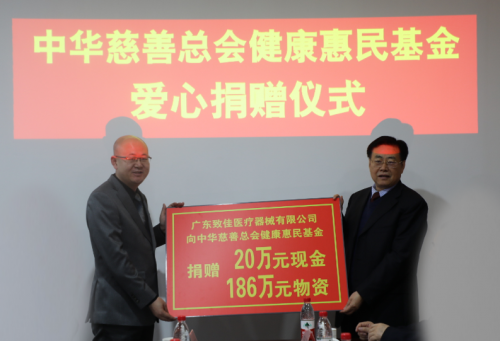 中华慈善总会健康惠民基金
爱心捐赠仪式
广东致佳医疗器械有限公司
向中华慈善总会健康惠民基金
捐赠 20万元现金
186万元物资